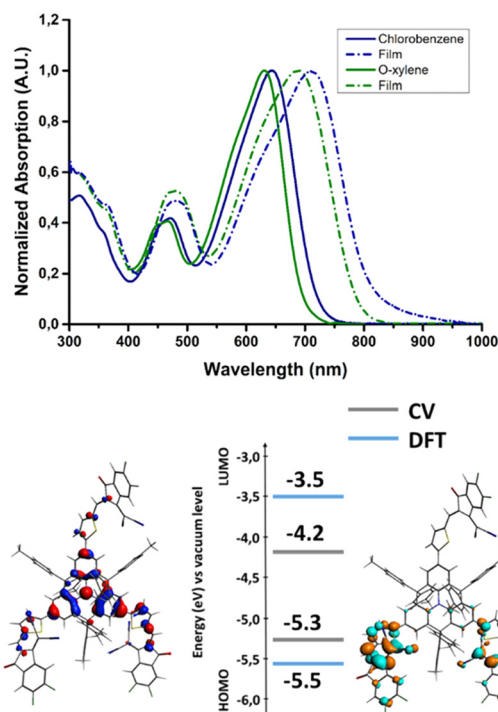 Normalized Absorption (A.U.)
1,2
1,0
0,8
0,6
0,4
0,2
0,0
Chlorobenzene
Film
O-xylene
Film
300 400 500 600 700 800 900 1000
Wavelength (nm)
CV
DFT
Energy (eV) vs vacuum level
LUMO
HOMO
-3,0
-3,5
-4,0
-4,5
-5,0
-5,5
-6,0
-3.5
-4.2
-5.3
-5.5